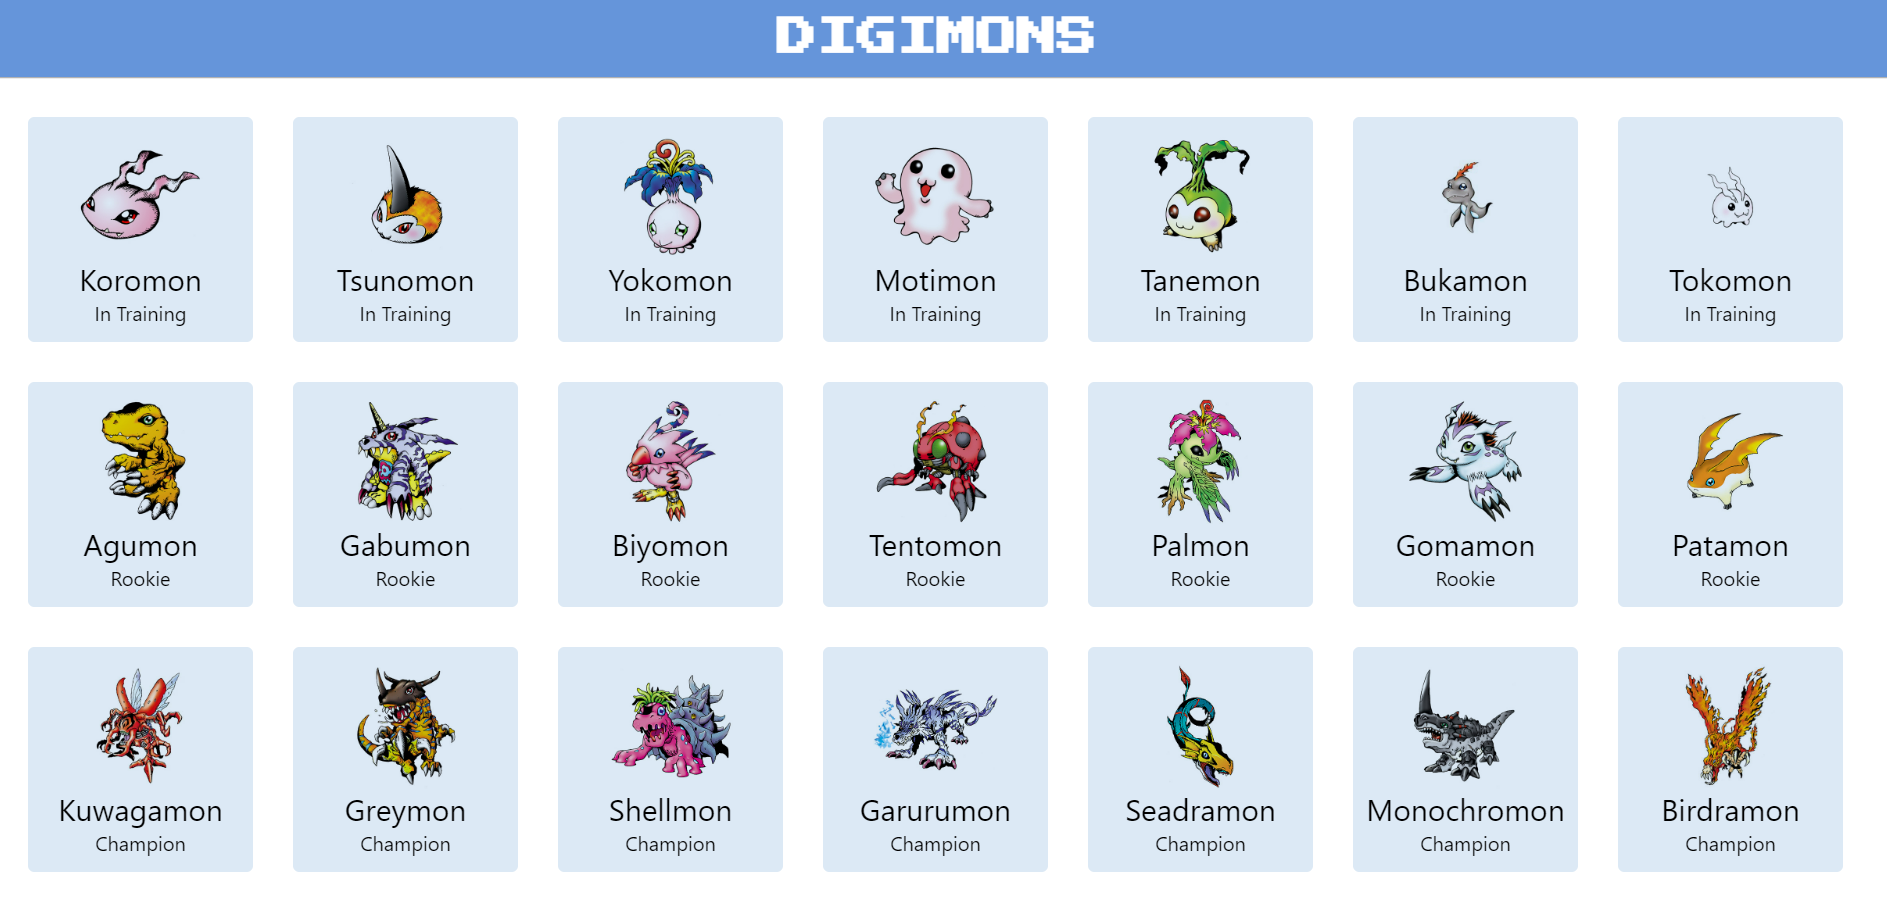 DIGIMONS
Koromon
In Training
Tsunomon
In Training
Yokomon
In Training
Motimon
In Training
Tanemon
In Training
Bukamon
In Training
Tokomon
In Training
Agumon
Rookie
Gabumon
Rookie
Biyomon
Rookie
Tentomon
Rookie
Palmon
Rookie
Gomamon
Rookie
Patamon
Rookie
Kuwagamon
Champion
Greymon
Champion
Shellmon
Champion
Garurumon
Champion
Seadramon
Champion
Monochromon
Champion
Birdramon
Champion